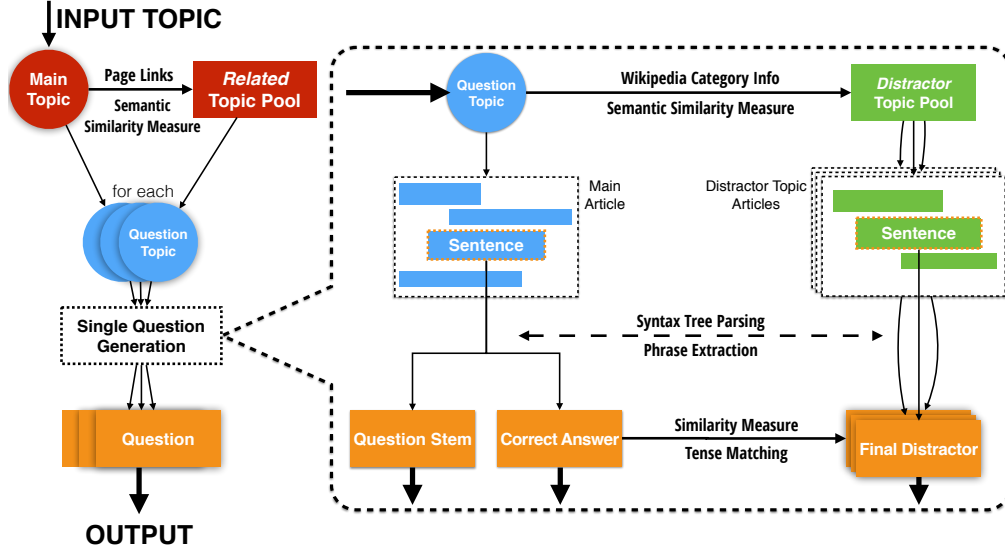 INPUT TOPIC
Main
Topic
Page Links
Semantic
Similarity Measure
Related
Topic Pool
for each
Question
Topic
Single Question
Generation
Question
OUTPUT
Question
Topic
Wikipedia Category Info
Semantic Similarity Measure
Distractor
Topic Pool
Main
Article
Sentence
Distractor Topic
Articles
Sentence
Syntax Tree Parsing
Phrase Extraction
Question Stem
Correct Answer
Similarity Measure
Tense Matching
Final Distractor